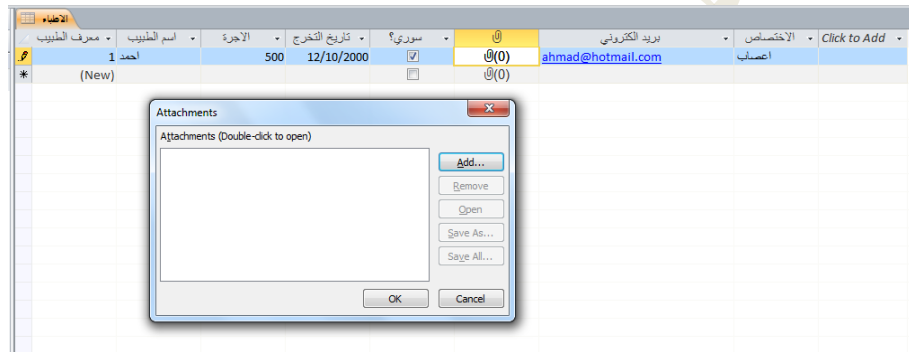 الاطباء
معرف الطبيب اسم الطبيب الاجرة تاريخ التخرج سوري؟ بريد الكتروني الاختصاص Click to Add
1 احمد 500 12/10/2000 (0) ahmad@hotmail.com اعصاب
* (New) (0)
Attachments
Attachments (Double-click to open)
Add...
Remove
Open
Save As...
Save All...
OK Cancel